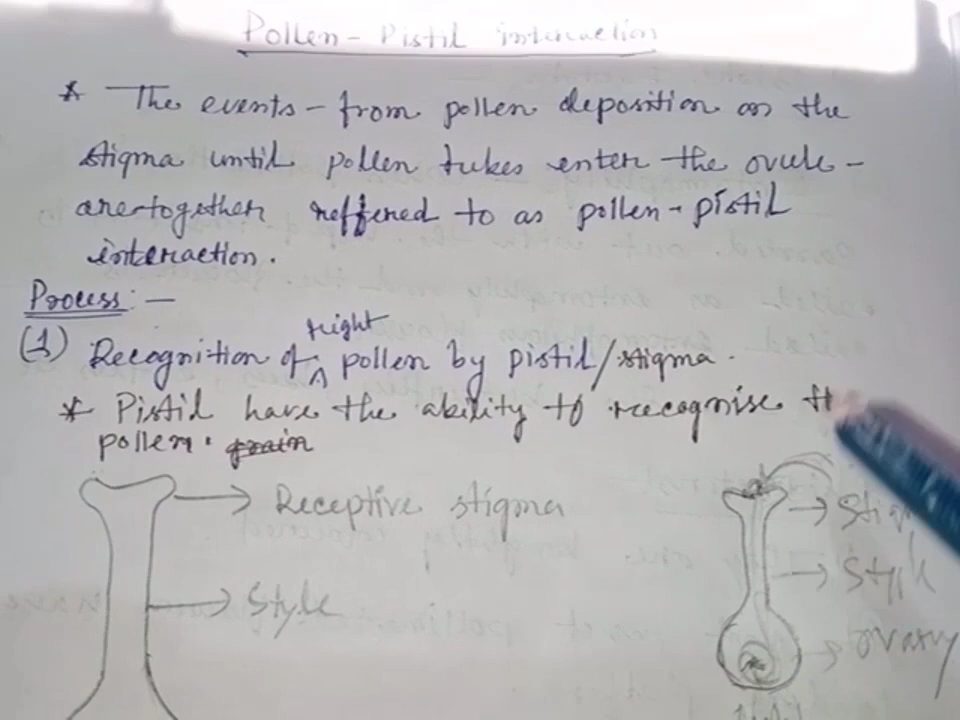 Pollen - Pistil interaction
* The events - from pollen deposition on the
stigma until pollen tubes enter the ovule -
are together reffered to as pollen - pistil
interaction.
Process: —
(1) Recognition of right pollen by pistil/stigma.
* Pistil have the ability to recognise
pollen. grain
Receptive stigma
Style
Style
Ovary